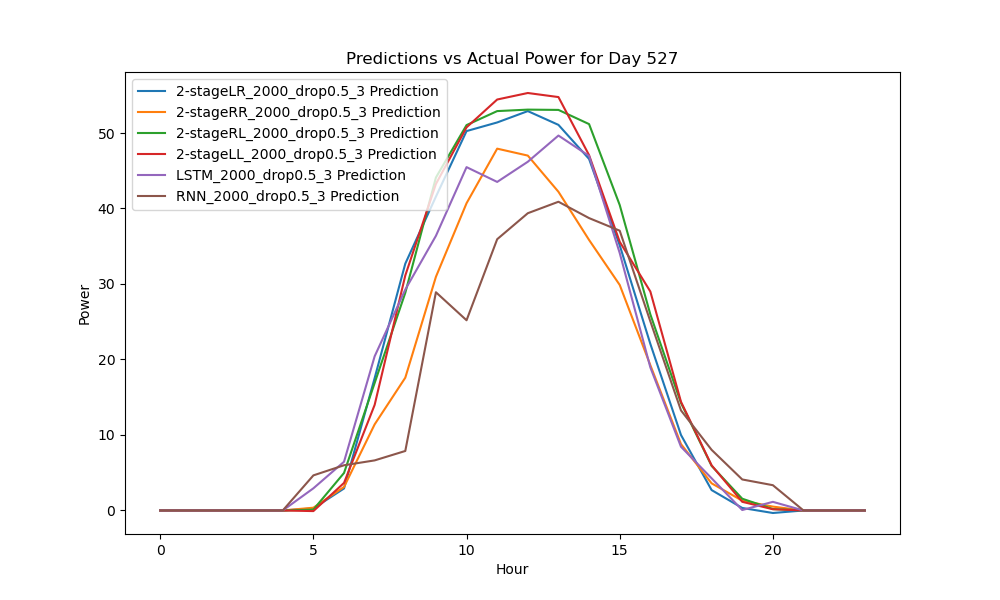 Predictions vs Actual Power for Day 527
2-stageLR_2000_drop0.5_3 Prediction
2-stageRR_2000_drop0.5_3 Prediction
2-stageRL_2000_drop0.5_3 Prediction
2-stageLL_2000_drop0.5_3 Prediction
LSTM_2000_drop0.5_3 Prediction
RNN_2000_drop0.5_3 Prediction
50
40
30
20
10
0
Power
0 5 10 15 20
Hour